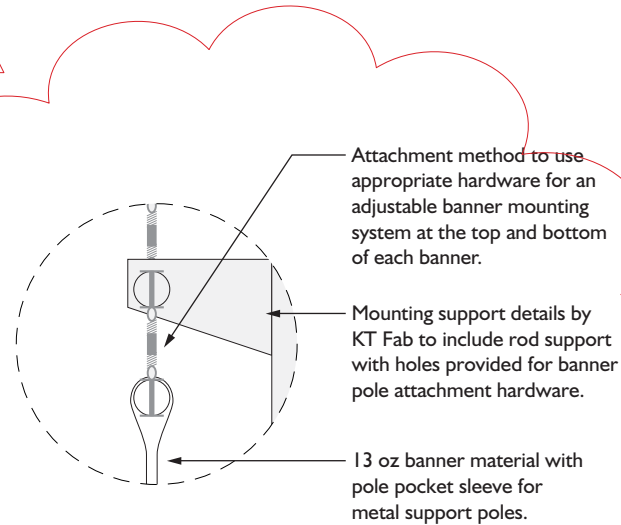 Attachment method to use
appropriate hardware for an
adjustable banner mounting
system at the top and bottom
of each banner.
Mounting support details by
KT Fab to include rod support
with holes provided for banner
pole attachment hardware.
13 oz banner material with
pole pocket sleeve for
metal support poles.